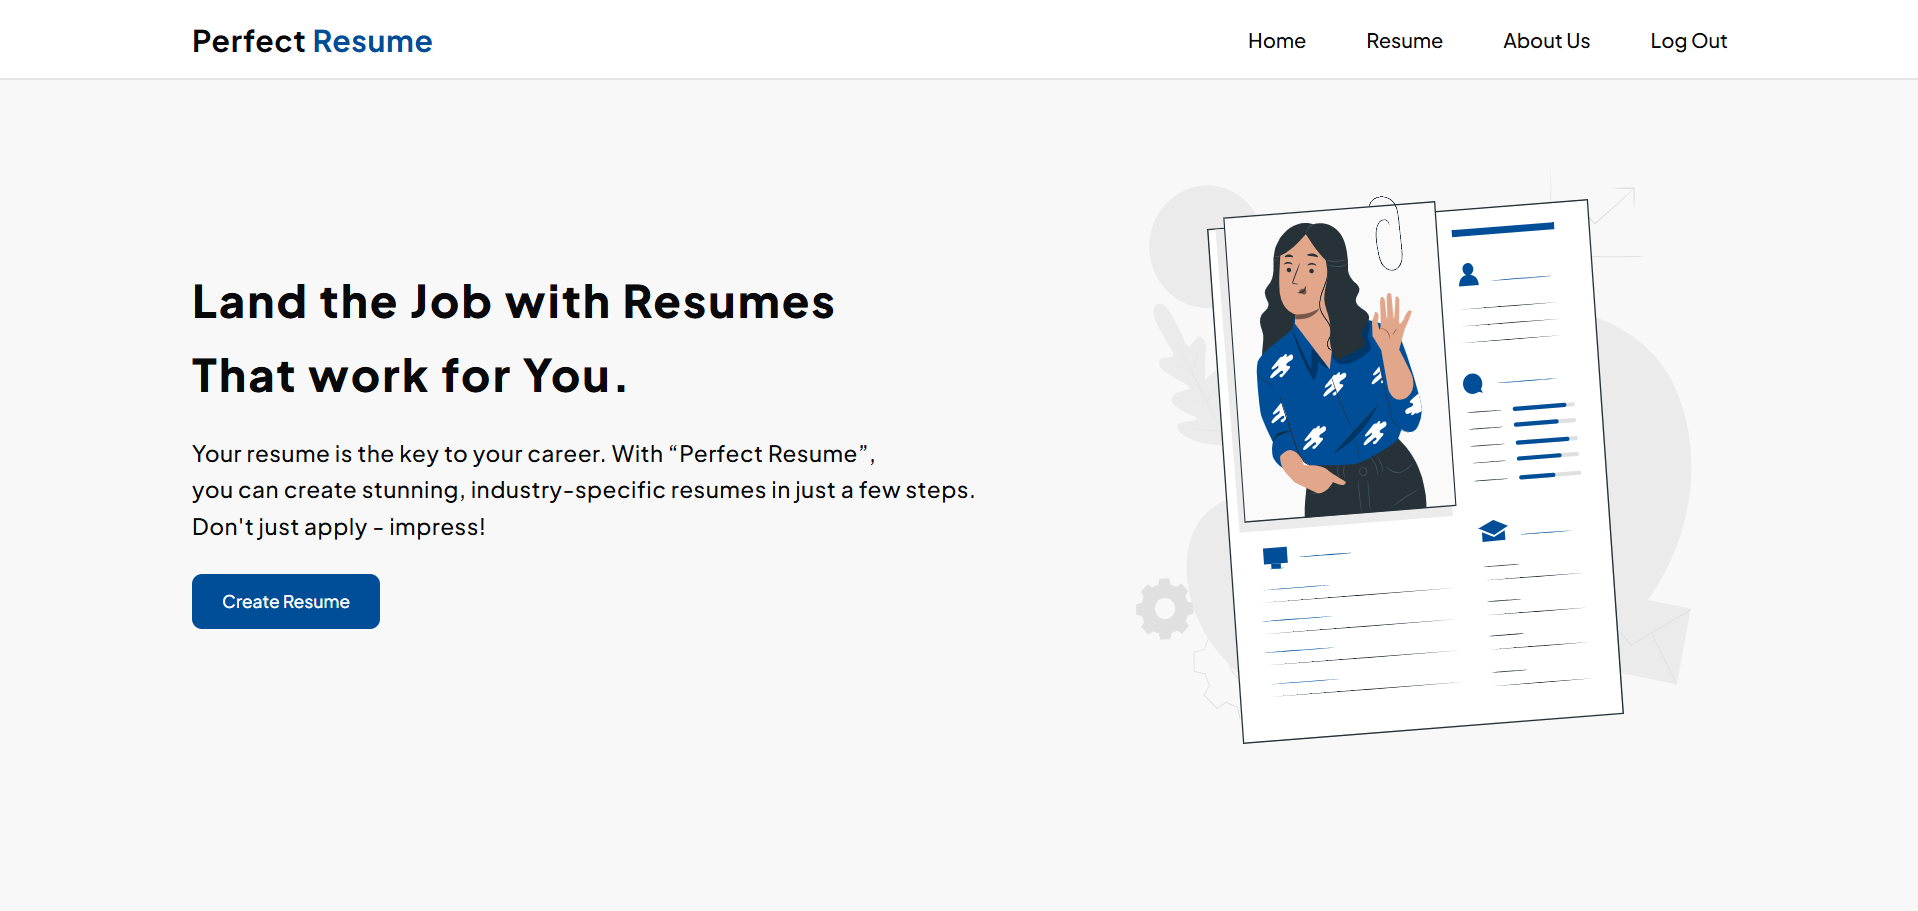 Perfect Resume
Home
Resume
About Us
Log Out
Land the Job with Resumes
That work for You.
Your resume is the key to your career. With “Perfect Resume”,
you can create stunning, industry-specific resumes in just a few steps.
Don't just apply - impress!
Create Resume